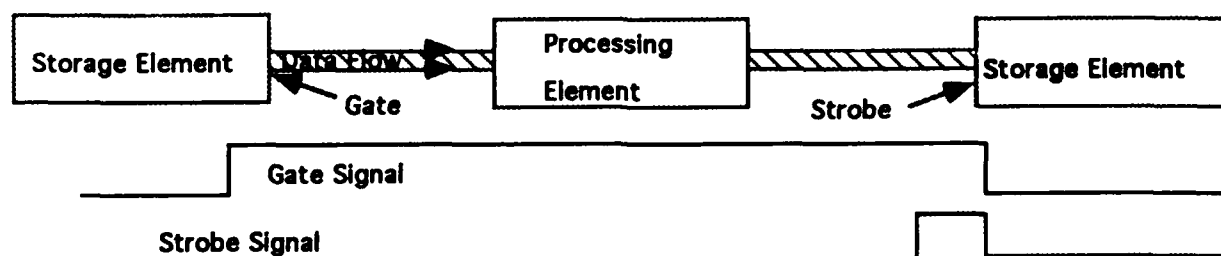 Storage Element
Data Flow
Processing
Element
Storage Element
Gate
Strobe
Gate Signal
Strobe Signal